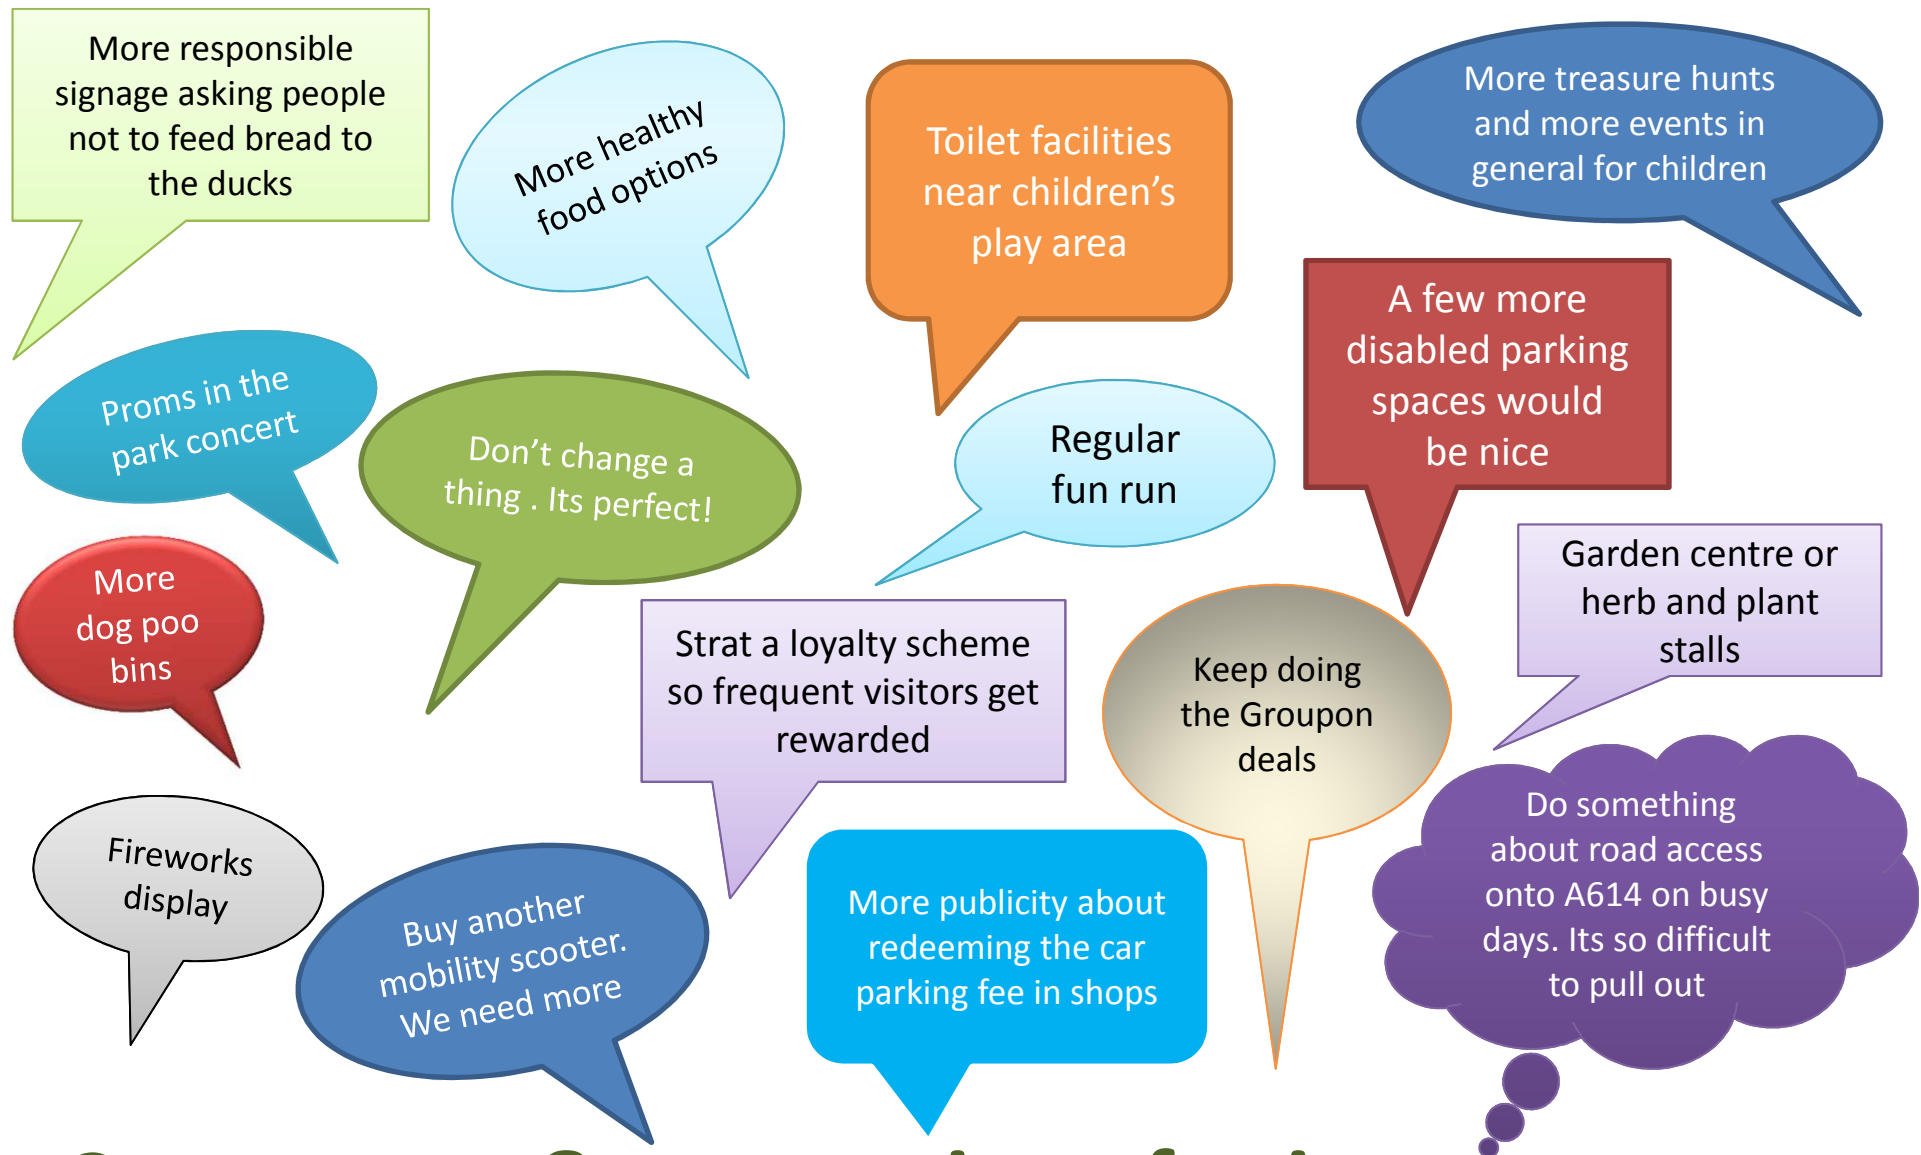 More responsible
signage asking people
not to feed bread to
the ducks
More healthy
food options
Toilet facilities
near children's
play area
More treasure hunts
and more events in
general for children
A few more
disabled parking
spaces would
be nice
Proms in the
park concert
Don't change a
thing . Its perfect!
Regular
fun run
Garden centre or
herb and plant
stalls
More
dog poo
bins
Strat a loyalty scheme
so frequent visitors get
rewarded
Keep doing
the Groupon
deals
Do something
about road access
onto A614 on busy
days. Its so difficult
to pull out
Fireworks
display
Buy another
mobility scooter.
We need more
More publicity about
redeeming the car
parking fee in shops